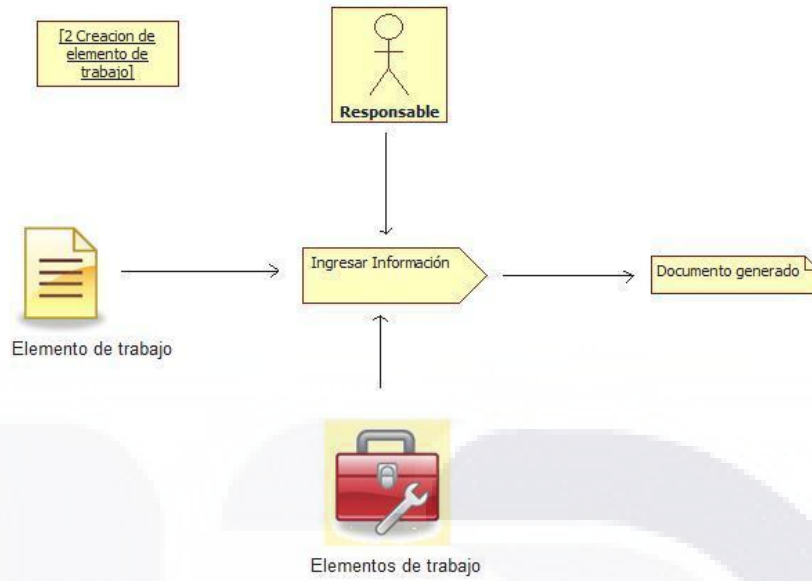 [2 Creacion de
elemento de
trabajo]
Responsable
Ingresar Información
Documento generado
Elemento de trabajo
Elementos de trabajo